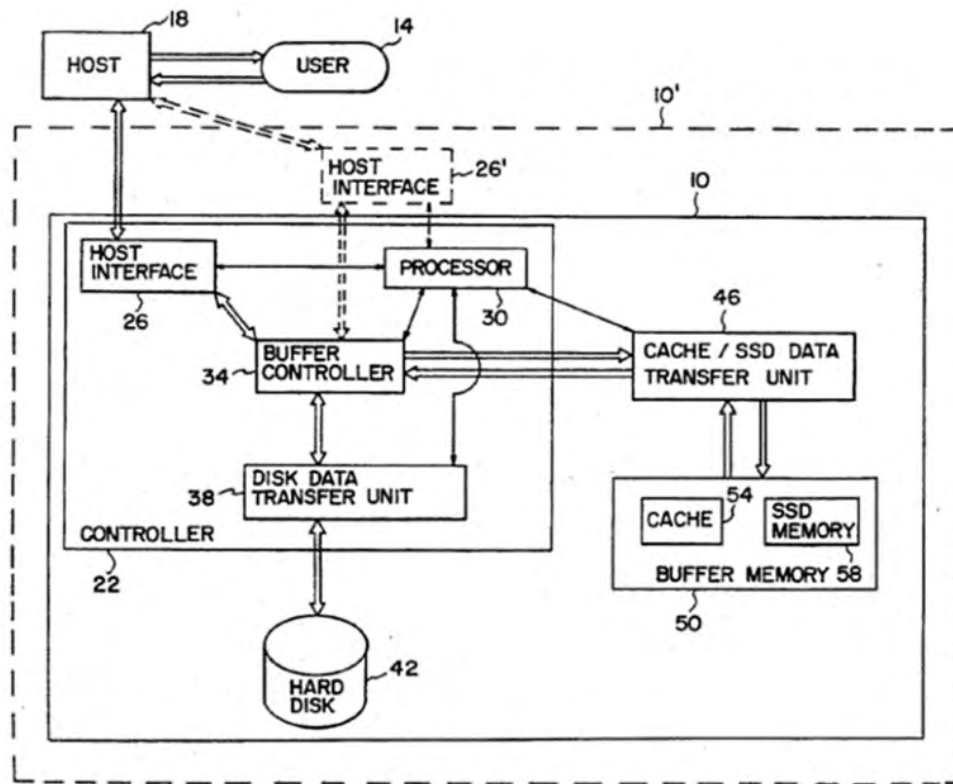 18
HOST
14
USER
10'
HOST
INTERFACE
26'
10
HOST
INTERFACE
26
PROCESSOR
30
46
CACHE / SSD DATA
TRANSFER UNIT
34
BUFFER
CONTROLLER
38
DISK DATA
TRANSFER UNIT
CONTROLLER
22
54
CACHE
SSD
MEMORY
BUFFER MEMORY 58
50
42
HARD
DISK